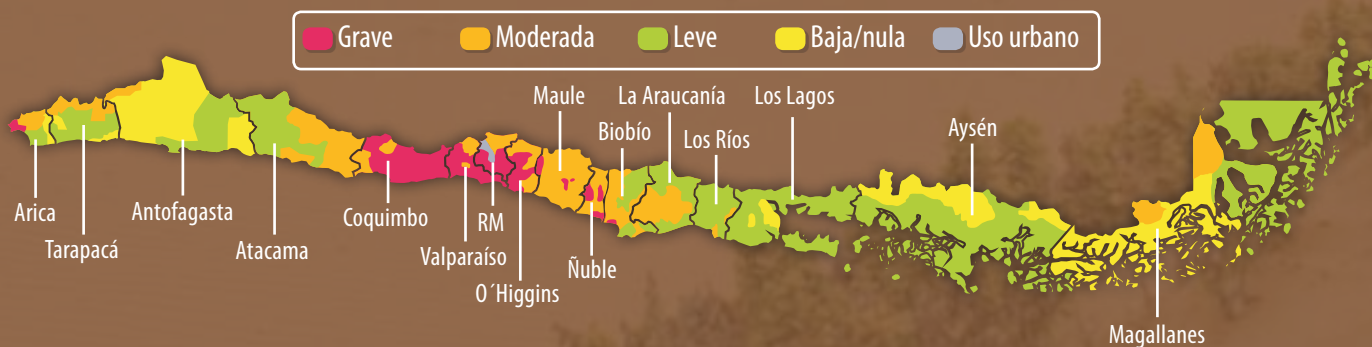 Grave Moderada Leve Baja/nula Uso urbano
Maule
La Araucanía
Los Lagos
Biobío
Los Ríos
Aysén
Arica
Tarapacá
Antofagasta
Atacama
Coquimbo
Valparaíso
RM
O´Higgins
Ñuble
Magallanes